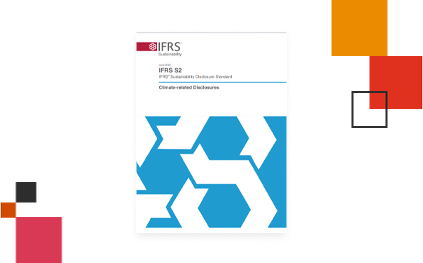 IFRS
Sustainability
IFRS S2
IFRS® Sustainability Disclosure Standard
Climate-related Disclosures